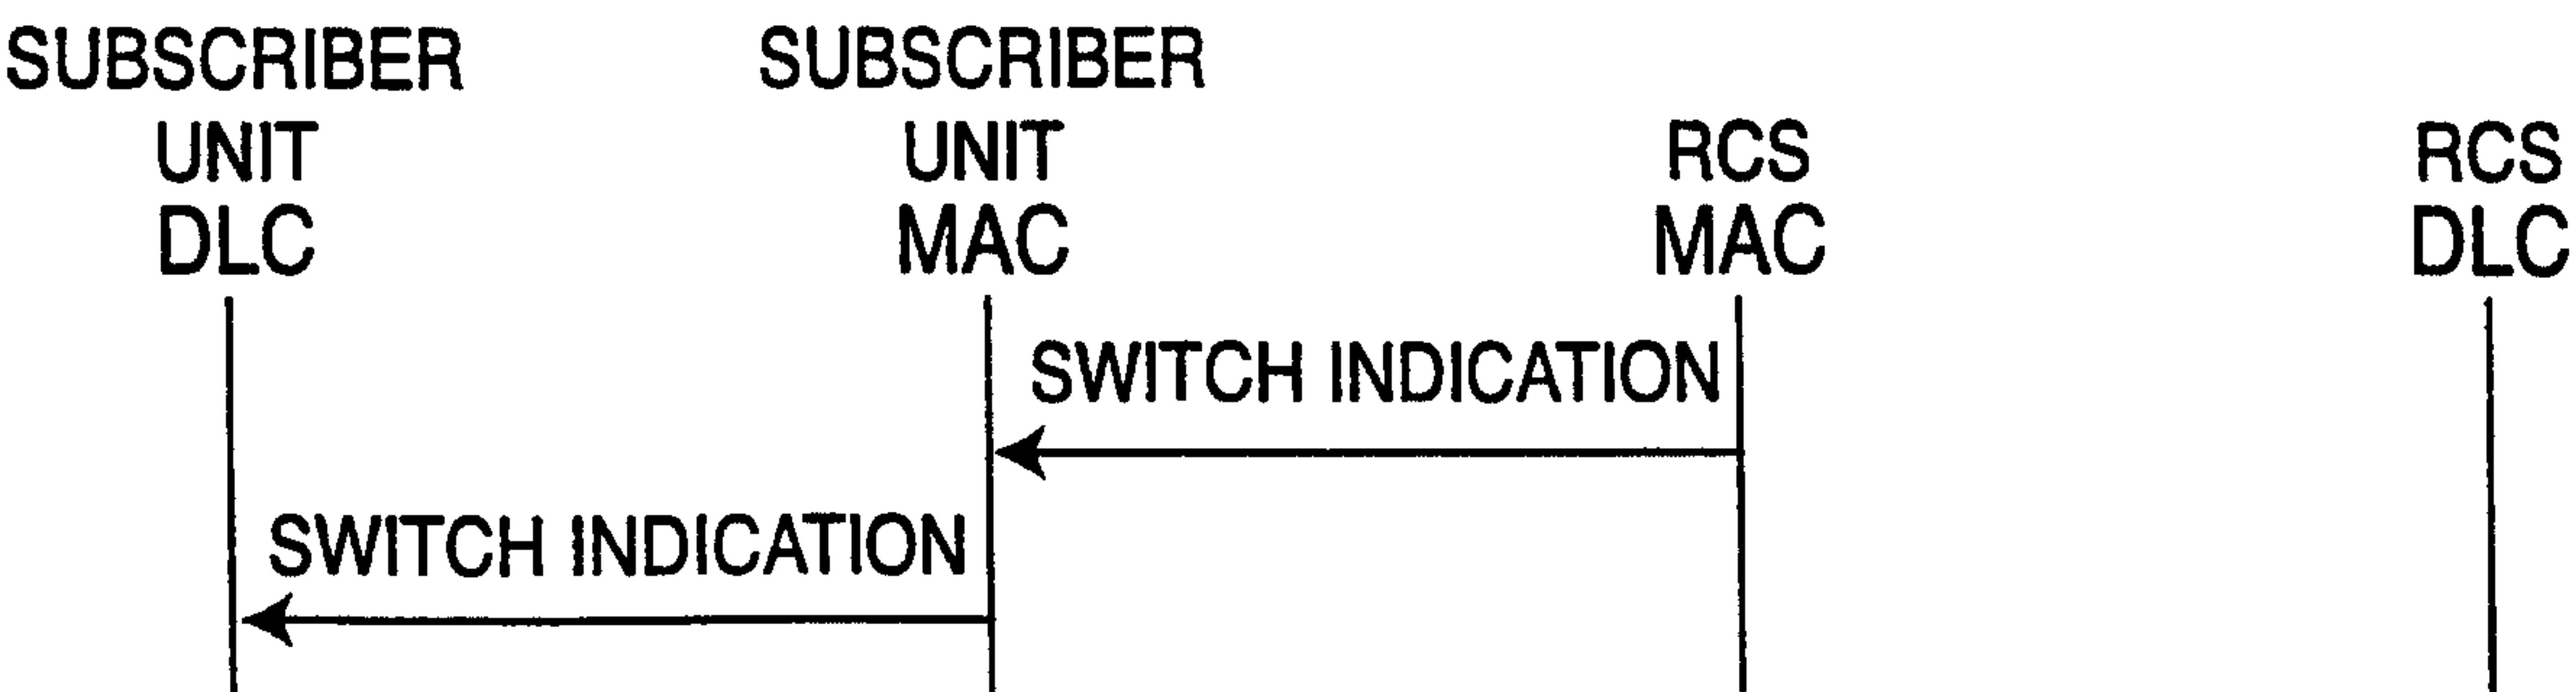 SUBSCRIBER
UNIT
DLC
SUBSCRIBER
UNIT
MAC
RCS
MAC
RCS
DLC
SWITCH INDICATION
SWITCH INDICATION